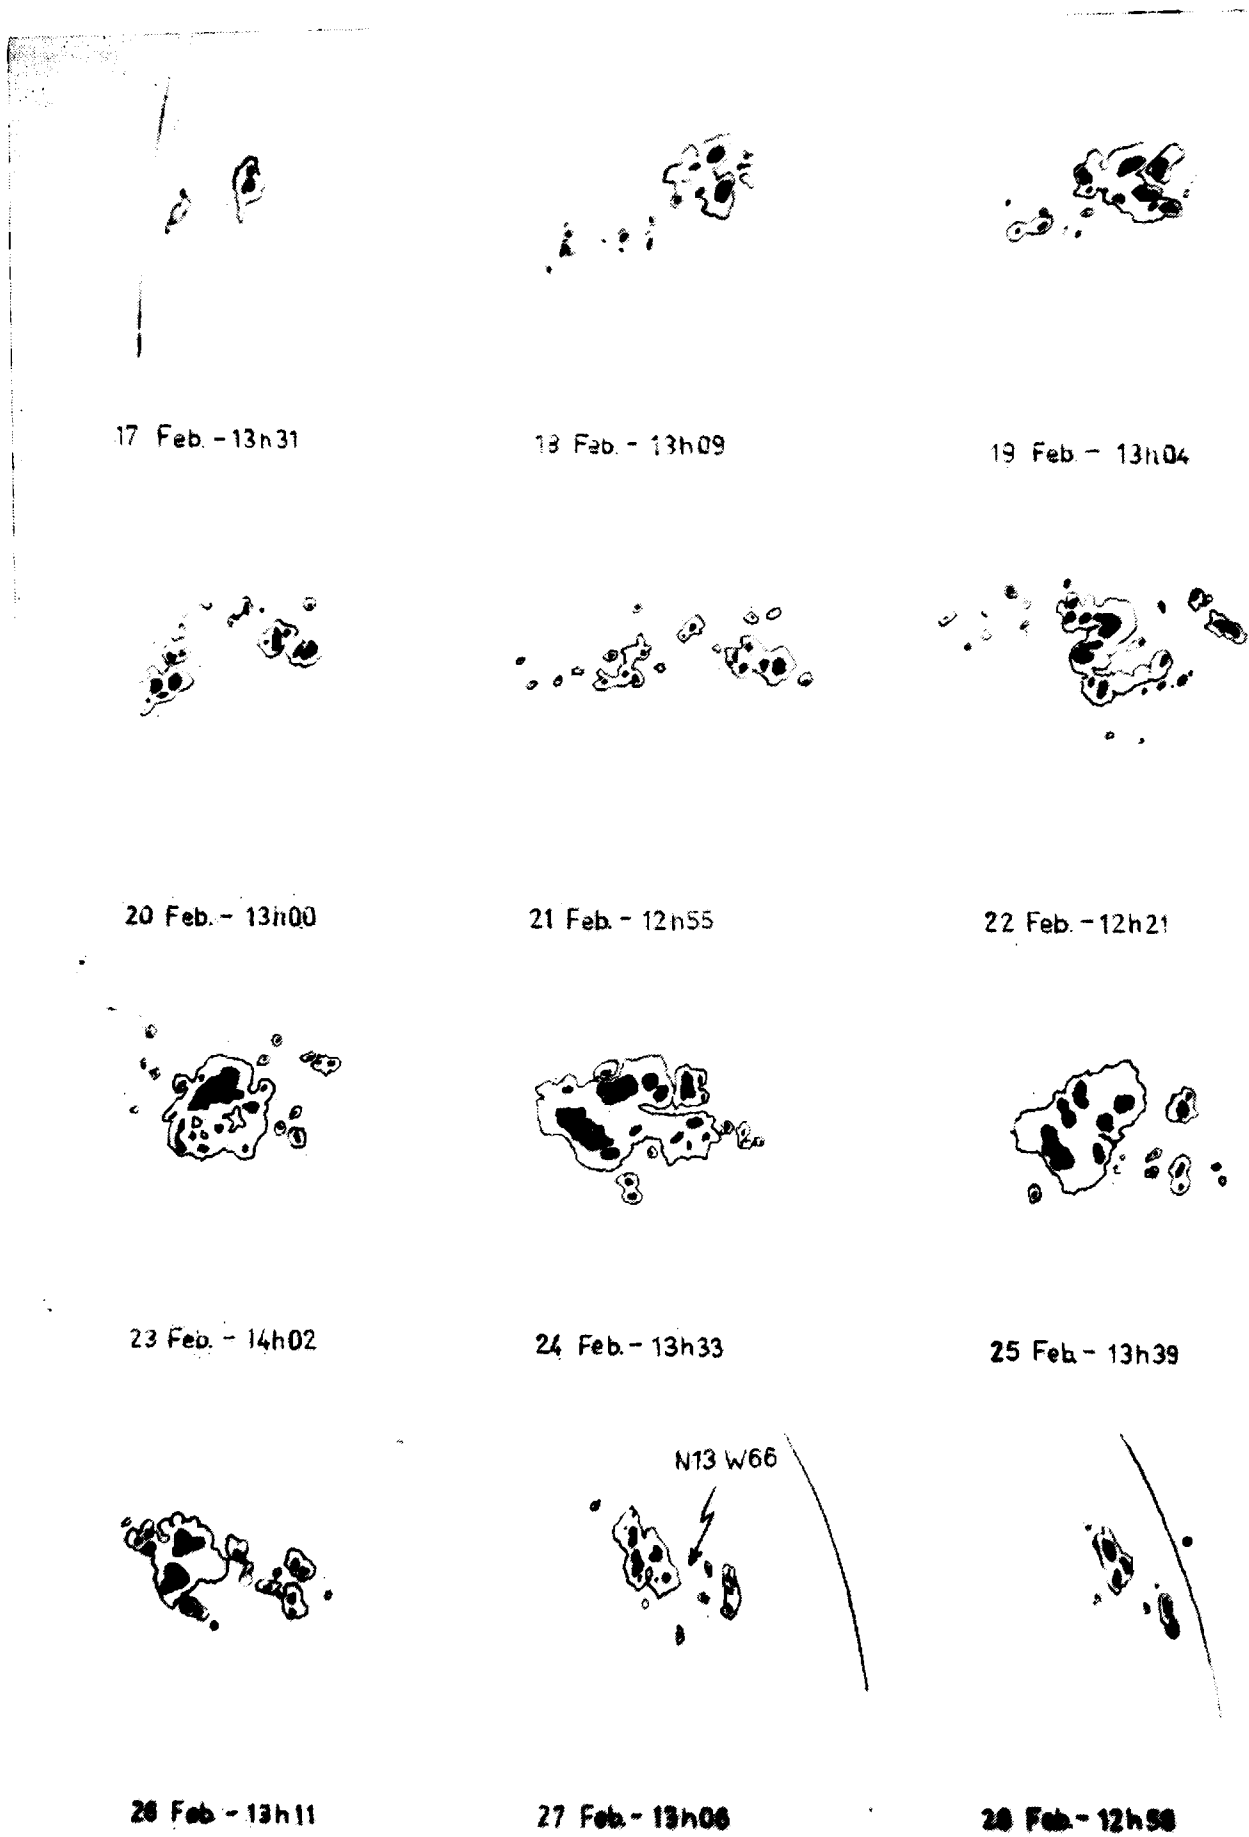 17 Feb. - 13h31
18 Feb. - 13h09
19 Feb - 13h04
20 Feb. - 13h00
21 Feb. - 12h55
22 Feb. - 12h21
23 Feb. - 14h02
24 Feb. - 13h33
25 Feb. - 13h39
N13 W66
26 Feb - 13h11
27 Feb. - 13h06
28 Feb. - 12h58